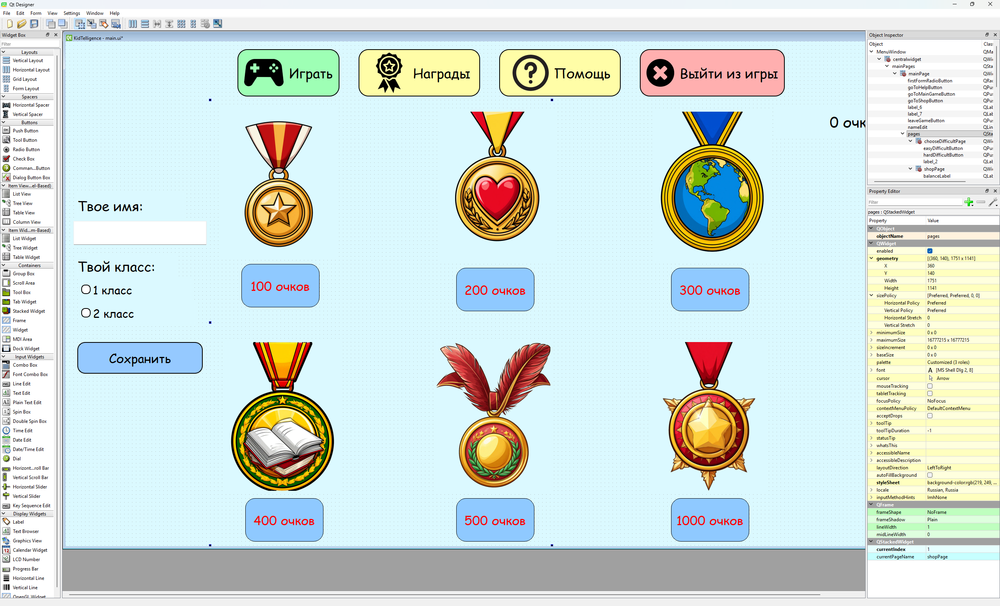 Qt Designer
File Edit Form View Settings Window Help
Widget Box
Filter
Layouts
Vertical Layout
Horizontal Layout
Grid Layout
Form Layout
Spacers
Horizontal Spacer
Vertical Spacer
Buttons
Push Button
Tool Button
Radio Button
Check Box
Comman...Button
Dialog Button Box
Item View...el-Based)
List View
Tree View
Table View
Column View
Item Wid...m-Based)
List Widget
Tree Widget
Table Widget
Containers
Group Box
Scroll Area
Tool Box
Tab Widget
Stacked Widget
Frame
Widget
MDI Area
Dock Widget
Input Widgets
Combo Box
Font Combo Box
Line Edit
Text Edit
Plain Text Edit
Spin Box
Double Spin Box
Time Edit
Date Edit
Date/Time Edit
Dial
Horizont...roll Bar
Vertical Scroll Bar
Horizontal Slider
Vertical Slider
Key Sequence Edit
Display Widgets
Label
Text Browser
Graphics View
Calendar Widget
LCD Number
Progress Bar
Horizontal Line
Vertical Line
OpenGL Widget
KidTelligence - main.ui*
Играть
Награды
Помощь
Выйти из игры
0 очк
Твое имя:
Твой класс:
1 класс
2 класс
Сохранить
100 очков
200 очков
300 очков
400 очков
500 очков
1000 очков
Object Inspector
Object Clas
MenuWindow QMa
centralwidget QWi
mainPages QSta
mainPage QWi
firstFormRadioButton QRa
goToHelpButton QPu
goToMainGameButton QPu
goToShopButton QPu
label_6 QLab
label_7 QLab
leaveGameButton QPu
nameEdit QLin
pages QSta
chooseDifficultPage QWi
easyDifficultButton QPu
hardDifficultButton QPu
label_2 QLab
shopPage QWi
balanceLabel QLab
Property Editor
Filter
pages : QStackedWidget
Property Value
QObject
objectName pages
QWidget
enabled
geometry [(360, 140), 1751 x 1141]
X 360
Y 140
Width 1751
Height 1141
sizePolicy [Preferred, Preferred, 0, 0]
Horizontal Policy Preferred
Vertical Policy Preferred
Horizontal Stretch 0
Vertical Stretch 0
minimumSize 0 x 0
maximumSize 16777215 x 16777215
sizeIncrement 0 x 0
baseSize 0 x 0
palette Customized (3 roles)
font A [MS Shell Dlg 2, 8]
cursor Arrow
mouseTracking
tabletTracking
focusPolicy NoFocus
contextMenuPolicy DefaultContextMenu
acceptDrops
toolTip
toolTipDuration -1
statusTip
whatsThis
accessibleName
accessibleDescription
layoutDirection LeftToRight
autoFillBackground
styleSheet background-color:rgb(219, 249, ...
locale Russian, Russia
inputMethodHints ImhNone
QFrame
frameShape NoFrame
frameShadow Plain
lineWidth 1
midLineWidth 0
QStackedWidget
currentIndex 1
currentPageName shopPage